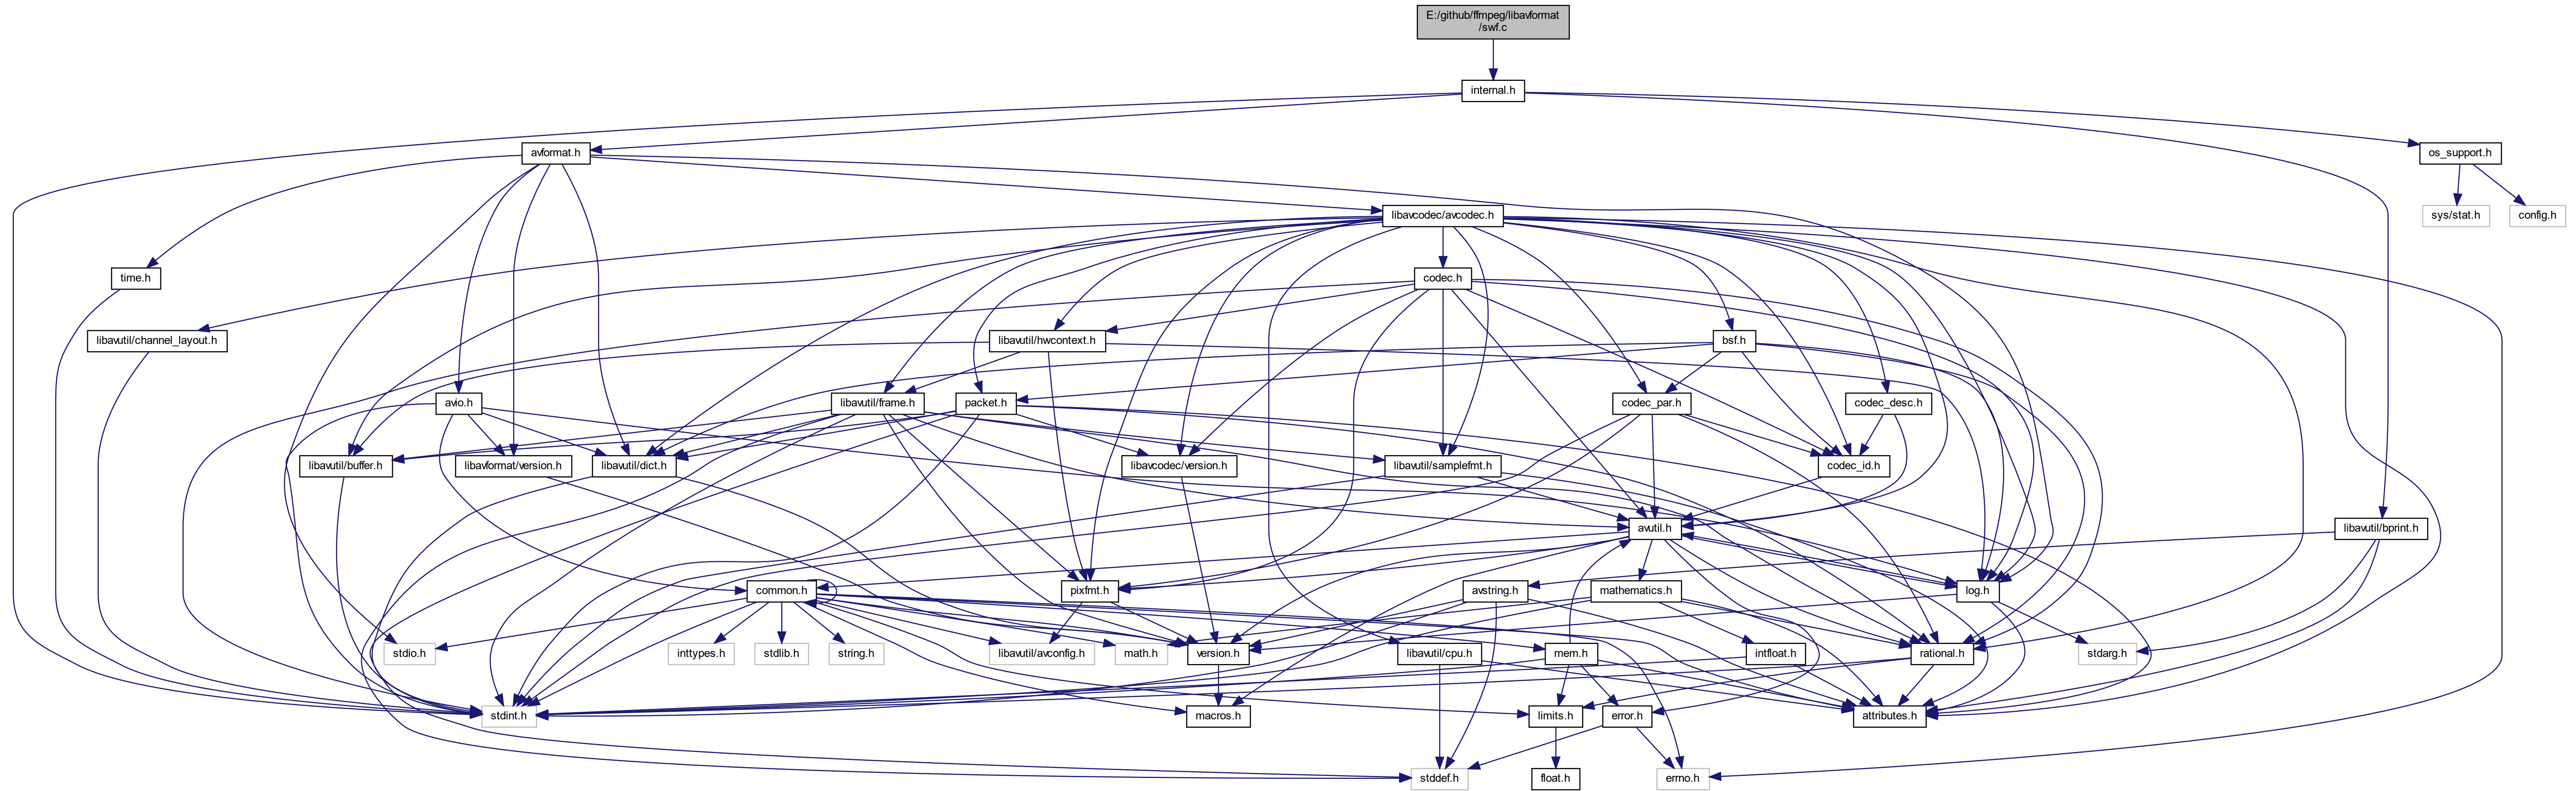 E:/github/ffmpeg/libavformat
/swf.c
internal.h
avformat.h
os_support.h
libavcodec/avcodec.h
sys/stat.h
config.h
time.h
codec.h
libavutil/channel_layout.h
libavutil/hwcontext.h
bsf.h
avio.h
libavutil/frame.h
packet.h
codec_par.h
codec_desc.h
libavutil/buffer.h
libavformat/version.h
libavutil/dict.h
libavcodec/version.h
libavutil/samplefmt.h
codec_id.h
avutil.h
libavutil/bprint.h
common.h
pixfmt.h
avstring.h
mathematics.h
log.h
stdio.h
inttypes.h
stdlib.h
string.h
libavutil/avconfig.h
math.h
version.h
libavutil/cpu.h
mem.h
intfloat.h
rational.h
stdarg.h
stdint.h
macros.h
limits.h
error.h
attributes.h
stddef.h
float.h
errno.h